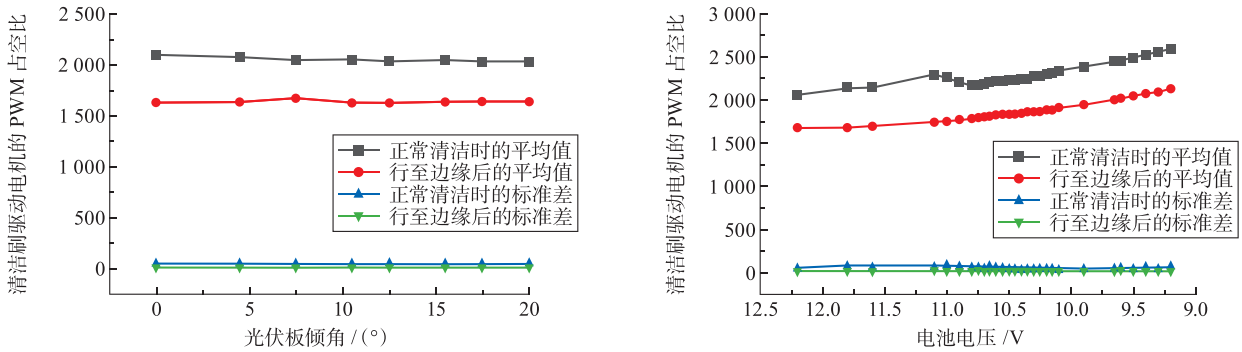 清洁刷驱动电机的 PWM 占空比
2 500
2 000
1 500
1 000
500
0
正常清洁时的平均值
行至边缘后的平均值
正常清洁时的标准差
行至边缘后的标准差
0 5 10 15 20
光伏板倾角 /(°)
清洁刷驱动电机的 PWM 占空比
3 000
2 500
2 000
1 500
1 000
500
0
正常清洁时的平均值
行至边缘后的平均值
正常清洁时的标准差
行至边缘后的标准差
12.5 12.0 11.0 10.5 10.0 9.5 9.0
电池电压 /V